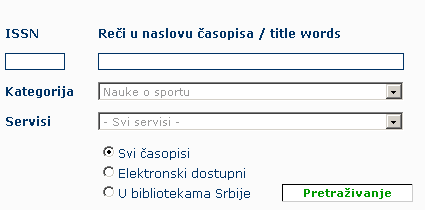 ISSN Reči u naslovu časopisa / title words
Kategorija Nauke o sportu
Servisi - Svi servisi -
Svi časopisi
Elektronski dostupni
U bibliotekama Srbije Pretraživanje